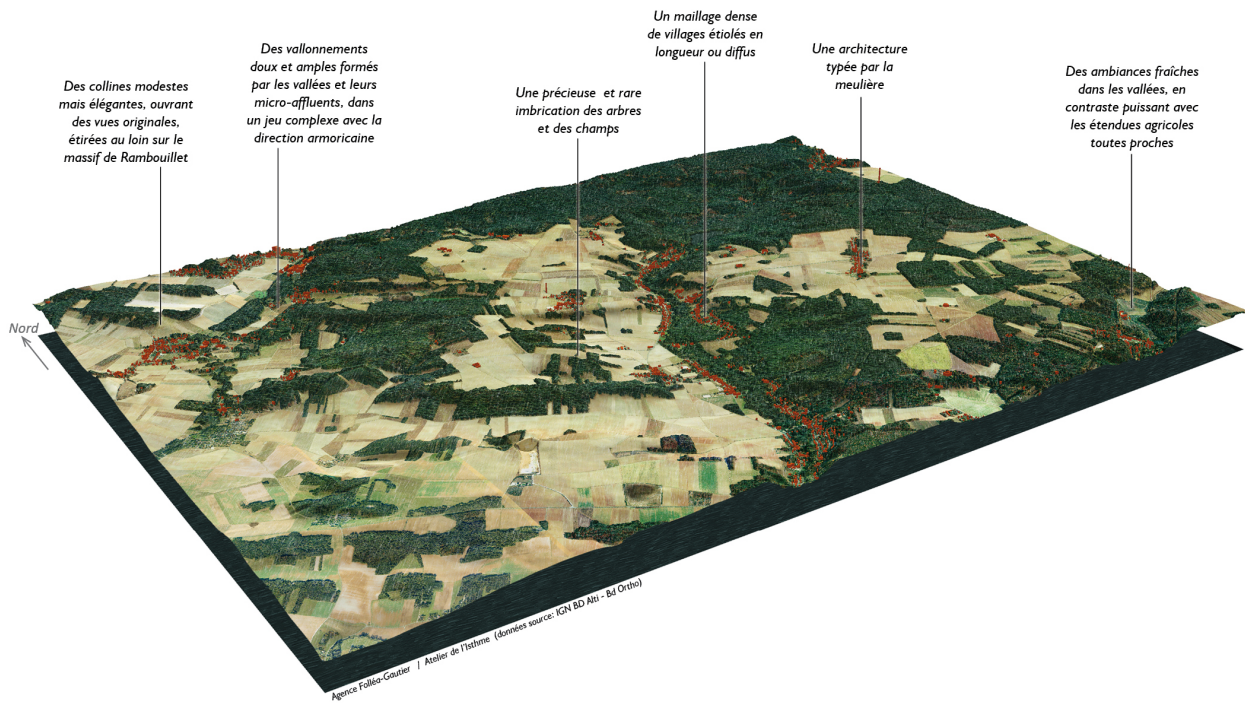 Des collines modestes
mais élégantes, ouvrant
des vues originales,
étirées au loin sur le
massif de Rambouillet
Des vallonnements
doux et amples formés
par les vallées et leurs
micro-affluents, dans
un jeu complexe avec la
direction armoricaine
Une précieuse et rare
imbrication des arbres
et des champs
Un maillage dense
de villages étiolés en
longueur ou diffus
Une architecture
typée par la
meulière
Des ambiances fraîches
dans les vallées, en
contraste puissant avec
les étendues agricoles
toutes proches
Nord
Agence Folléa-Gautier / Atelier de l'Isthme (données source: IGN BD Alti - Bd Ortho)